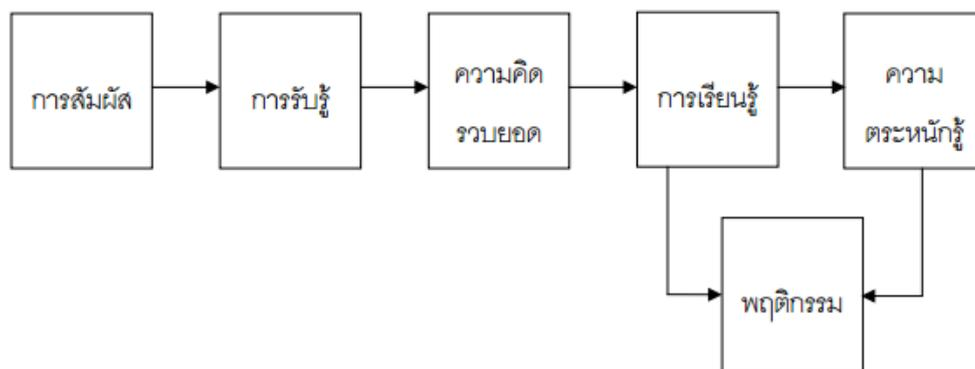 การสัมผัส
การรับรู้
ความคิด
รวบยอด
การเรียนรู้
ความ
ตระหนักรู้
พฤติกรรม